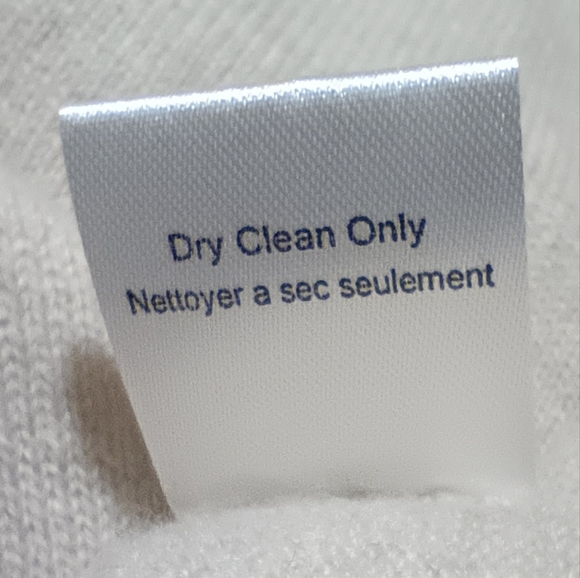 Dry Clean Only
Nettoyer a sec seulement